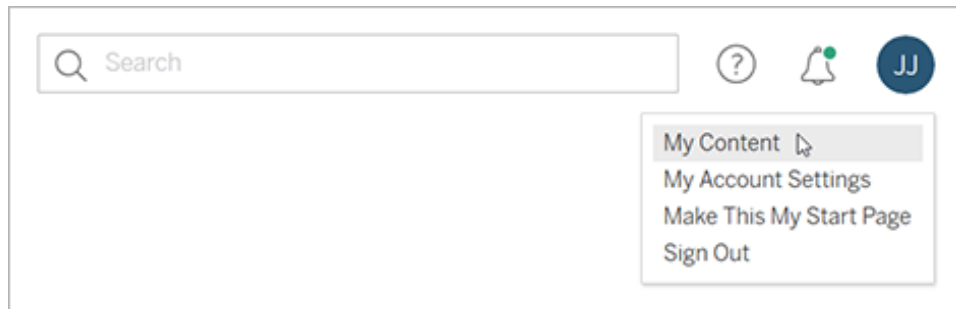 Search
?
JJ
My Content
My Account Settings
Make This My Start Page
Sign Out